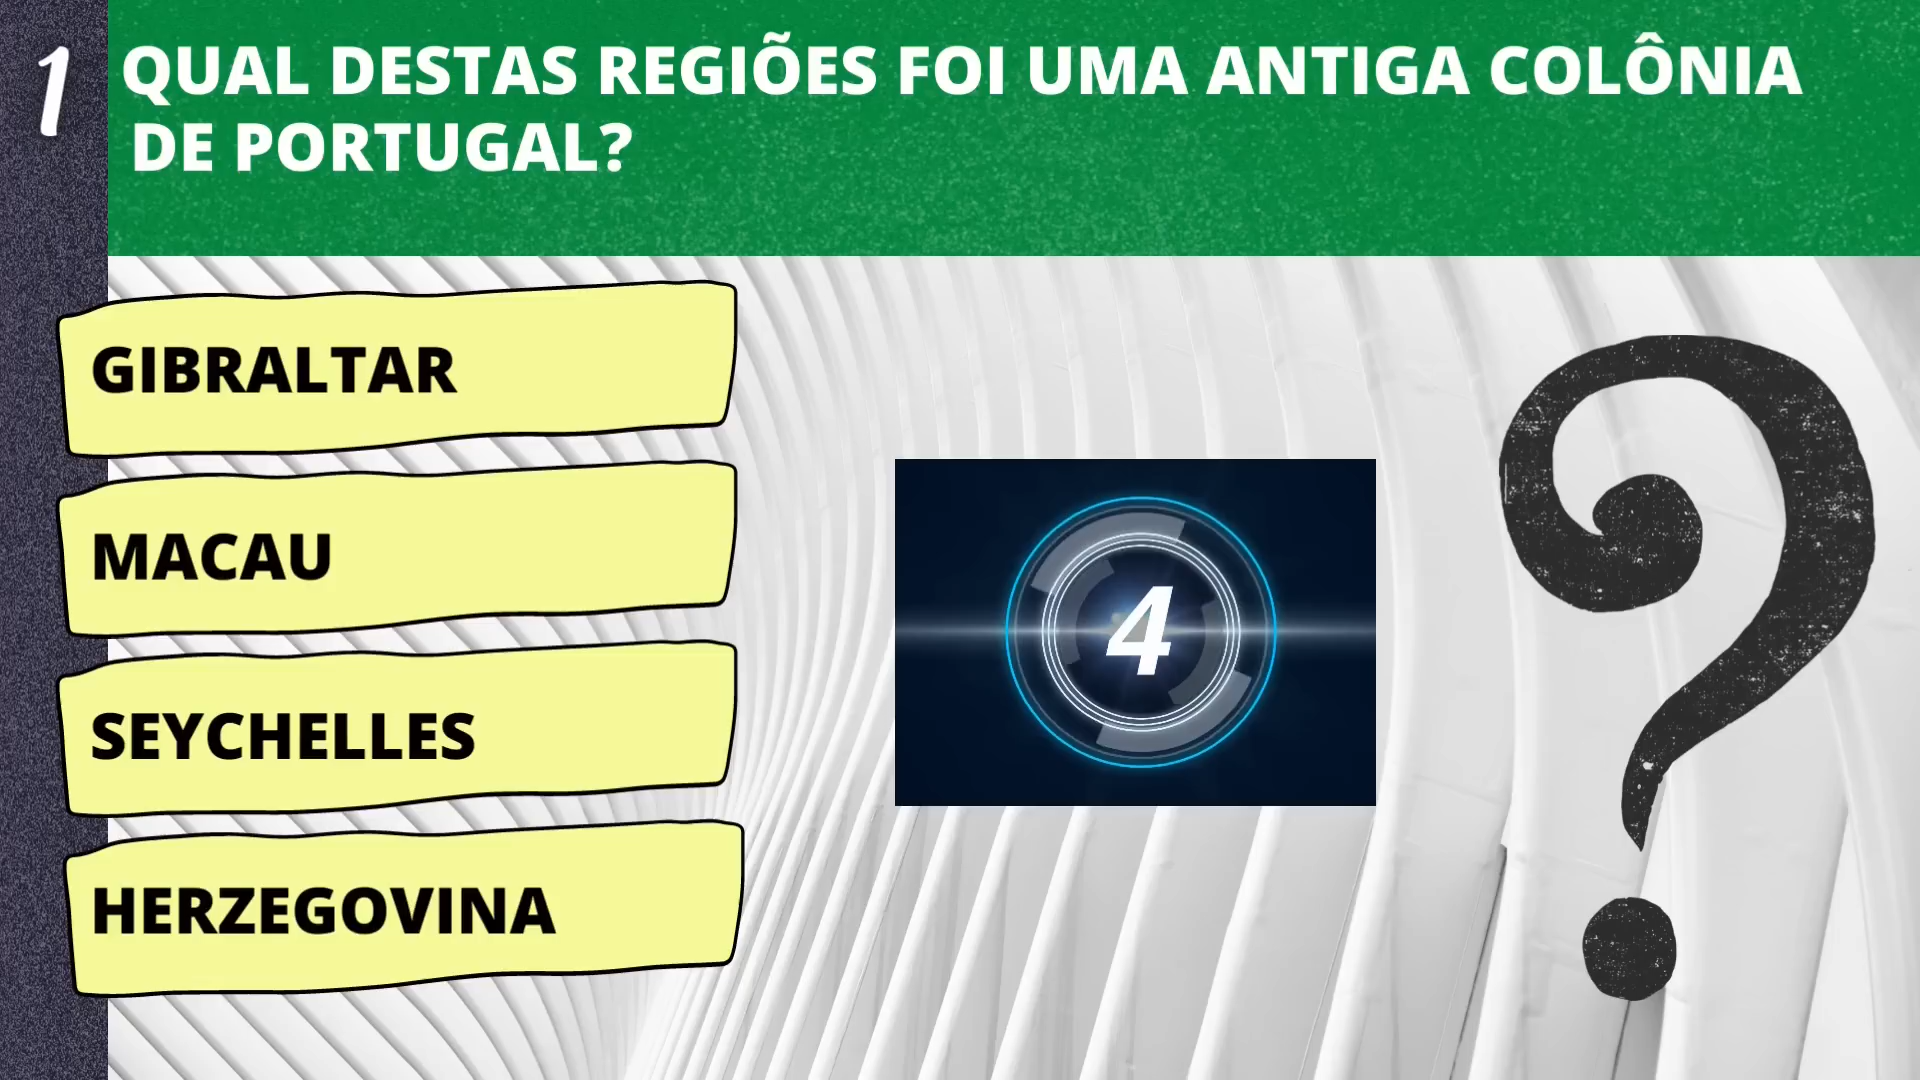 1
QUAL DESTAS REGIÕES FOI UMA ANTIGA COLÔNIA
DE PORTUGAL?
GIBRALTAR
MACAU
SEYCHELLES
HERZEGOVINA
4